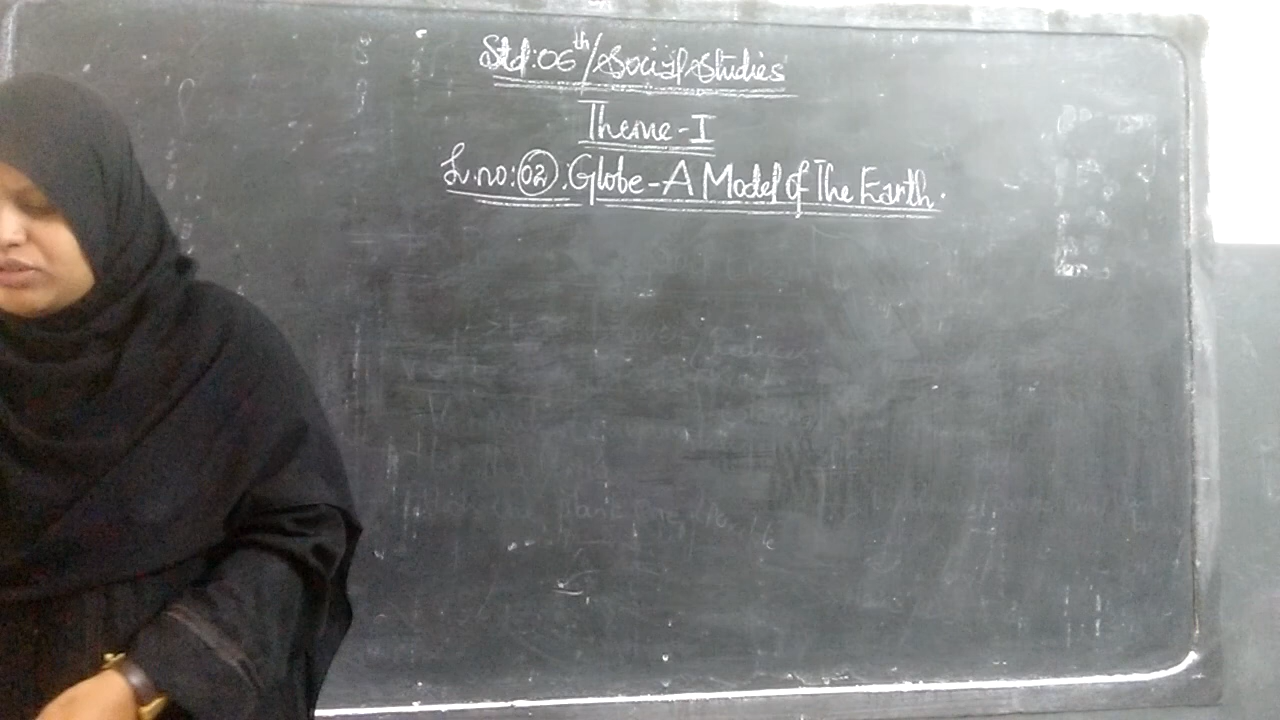 Std:06th/Social Studies
Theme-I
L.no:02.:Globe-A Model of The Earth.